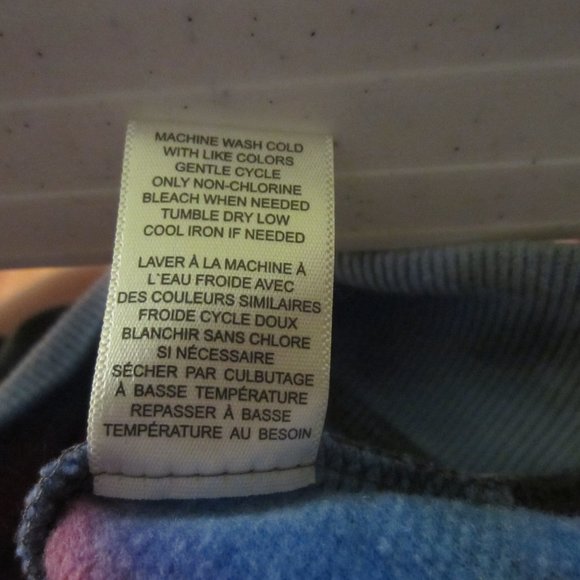 MACHINE WASH COLD
WITH LIKE COLORS
GENTLE CYCLE
ONLY NON-CHLORINE
BLEACH WHEN NEEDED
TUMBLE DRY LOW
COOL IRON IF NEEDED
LAVER À LA MACHINE À
L`EAU FROIDE AVEC
DES COULEURS SIMILAIRES
FROIDE CYCLE DOUX
BLANCHIR SANS CHLORE
SI NÉCESSAIRE
SÉCHER PAR CULBUTAGE
À BASSE TEMPÉRATURE
REPASSER À BASSE
TEMPÉRATURE AU BESOIN